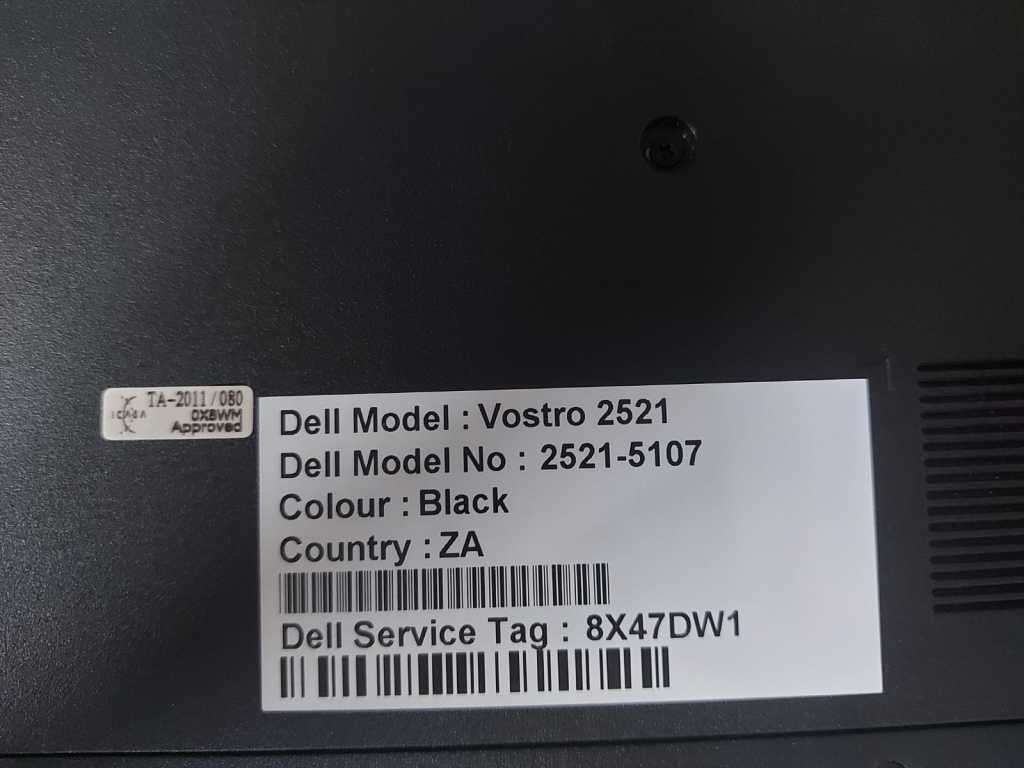 TA-2011/080
ICASA
Approved
Dell Model : Vostro 2521
Dell Model No : 2521-5107
Colour : Black
Country : ZA
Dell Service Tag : 8X47DW1